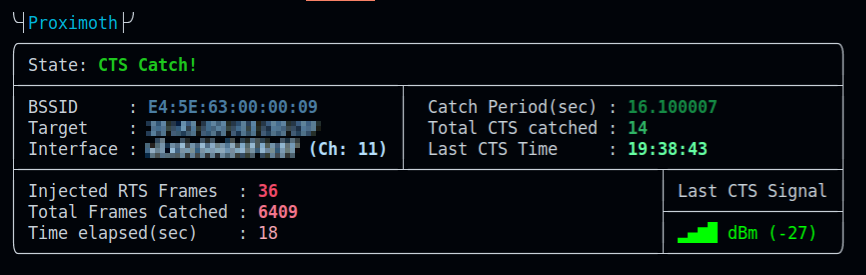 Proximoth
State: CTS Catch!
BSSID : E4:5E:63:00:00:09
Target :
Interface : (Ch: 11)
Catch Period(sec) : 16.100007
Total CTS catched : 14
Last CTS Time : 19:38:43
Injected RTS Frames : 36
Total Frames Catched : 6409
Time elapsed(sec) : 18
Last CTS Signal
dBm (-27)